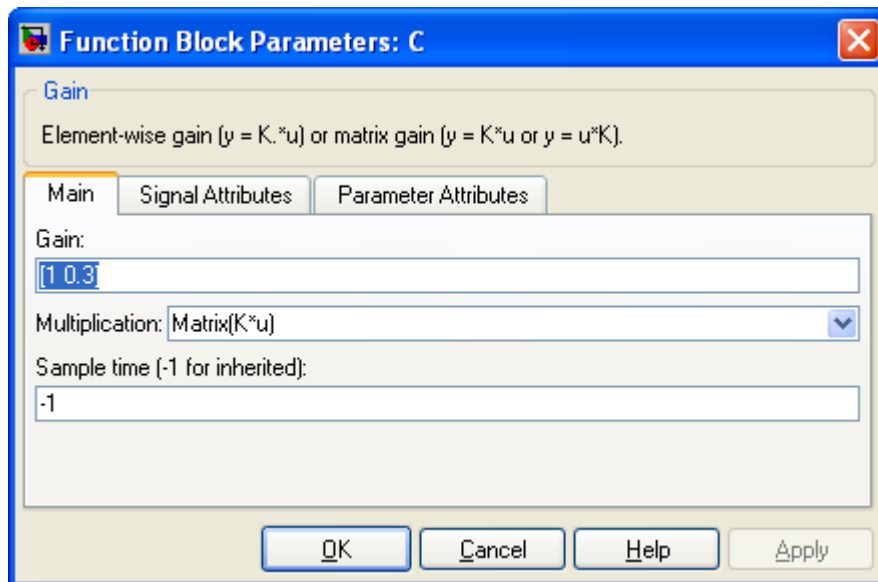 Function Block Parameters: C
Gain
Element-wise gain (y = K.*u) or matrix gain (y = K*u or y = u*K).
Main Signal Attributes Parameter Attributes
Gain:
[1 0.3]
Multiplication: Matrix(K*u)
Sample time (-1 for inherited):
-1
OK Cancel Help Apply